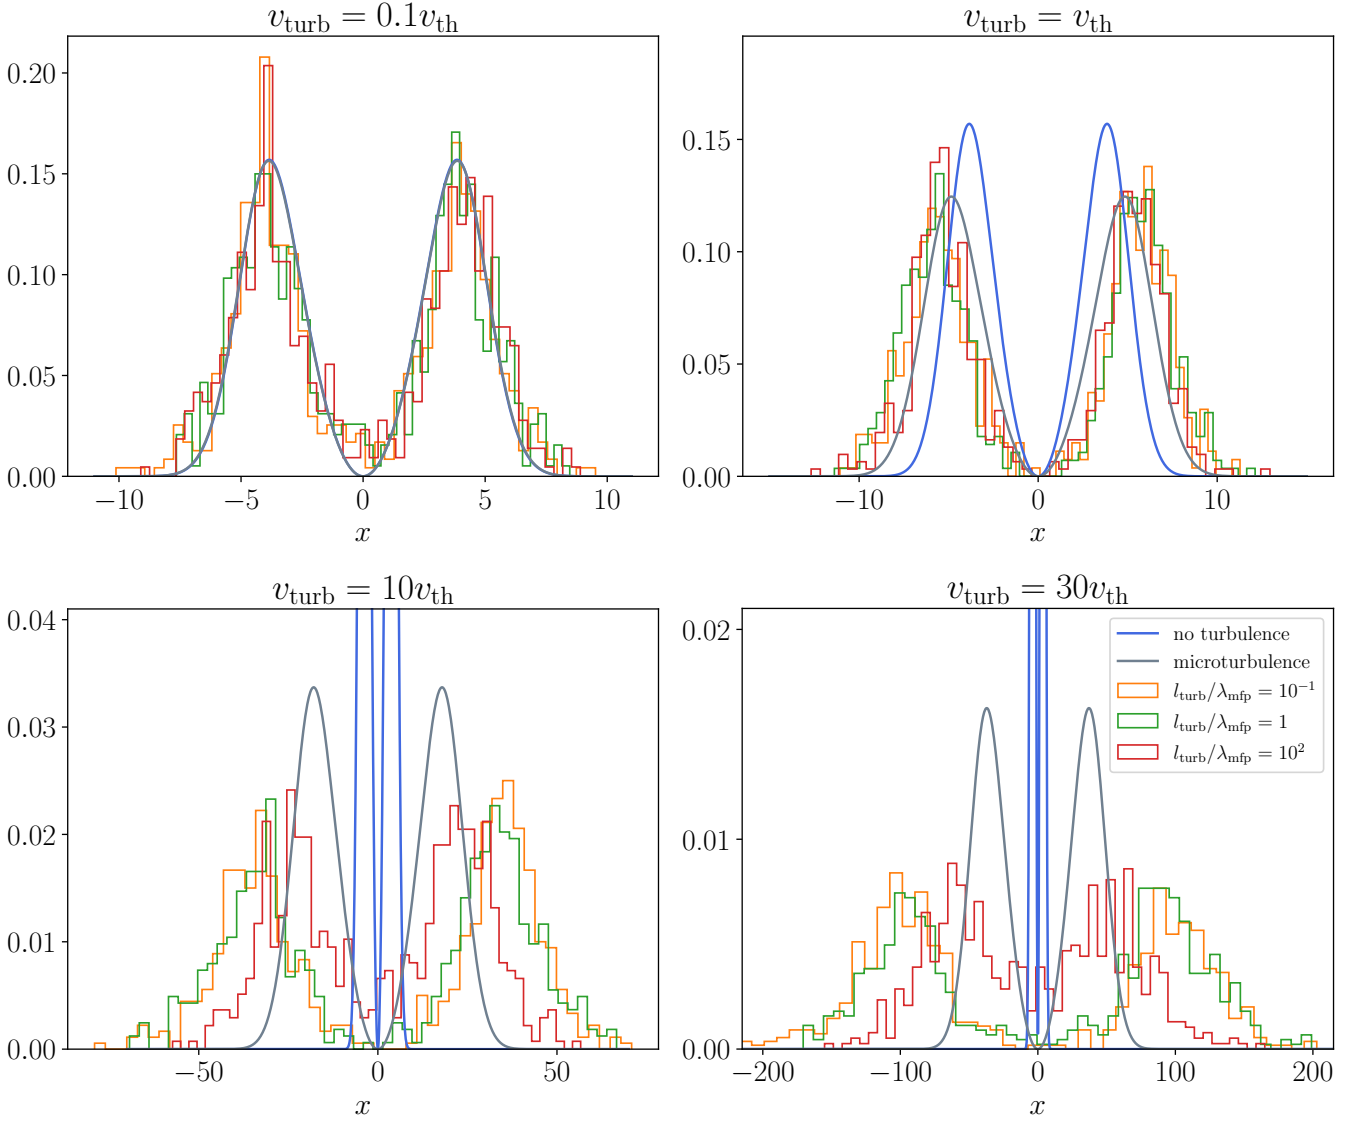 v_turb = 0.1v_th
0.20
0.15
0.10
0.05
0.00
−10 −5 0 5 10
x
v_turb = v_th
0.15
0.10
0.05
0.00
−10 0 10
x
v_turb = 10v_th
0.04
0.03
0.02
0.01
0.00
−50 0 50
x
v_turb = 30v_th
0.02
0.01
0.00
no turbulence
microturbulence
l_turb/λ_mfp = 10⁻¹
l_turb/λ_mfp = 1
l_turb/λ_mfp = 10²
−200 −100 0 100 200
x